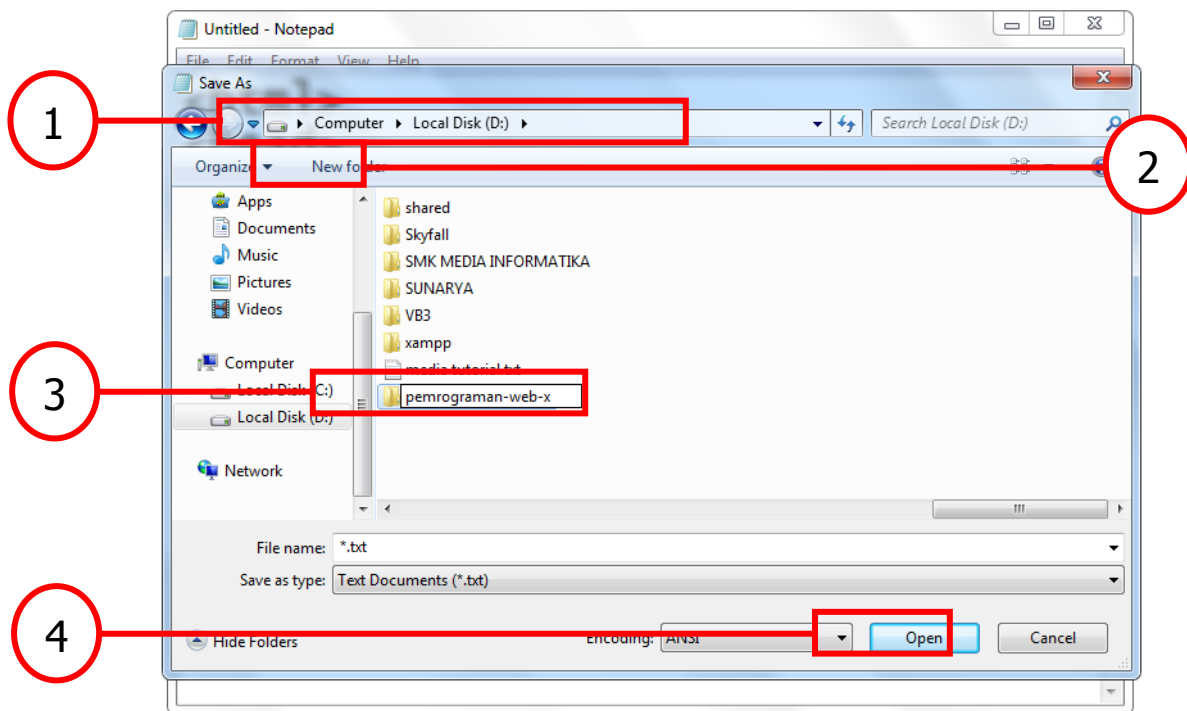 Untitled - Notepad
File Edit Format View Help
Save As
1
Computer Local Disk (D:)
Search Local Disk (D:)
2
Organize New folder
Apps
Documents
Music
Pictures
Videos
Computer
Local Disk (C:)
Local Disk (D:)
Network
shared
Skyfall
SMK MEDIA INFORMATIKA
SUNARYA
VB3
xampp
media tutorial.txt
3
pemrograman-web-x
File name: *.txt
Save as type: Text Documents (*.txt)
4
Hide Folders
Encoding: ANSI
Open
Cancel